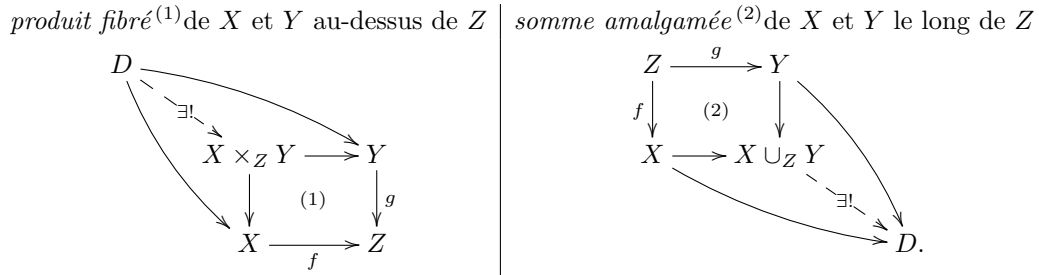 produit fibré (1) de X et Y au-dessus de Z
D
∃!
X ×_Z Y Y
(1) g
X Z
f
somme amalgamée (2) de X et Y le long de Z
g
Z Y
f (2)
X X ∪_Z Y
∃!
D.